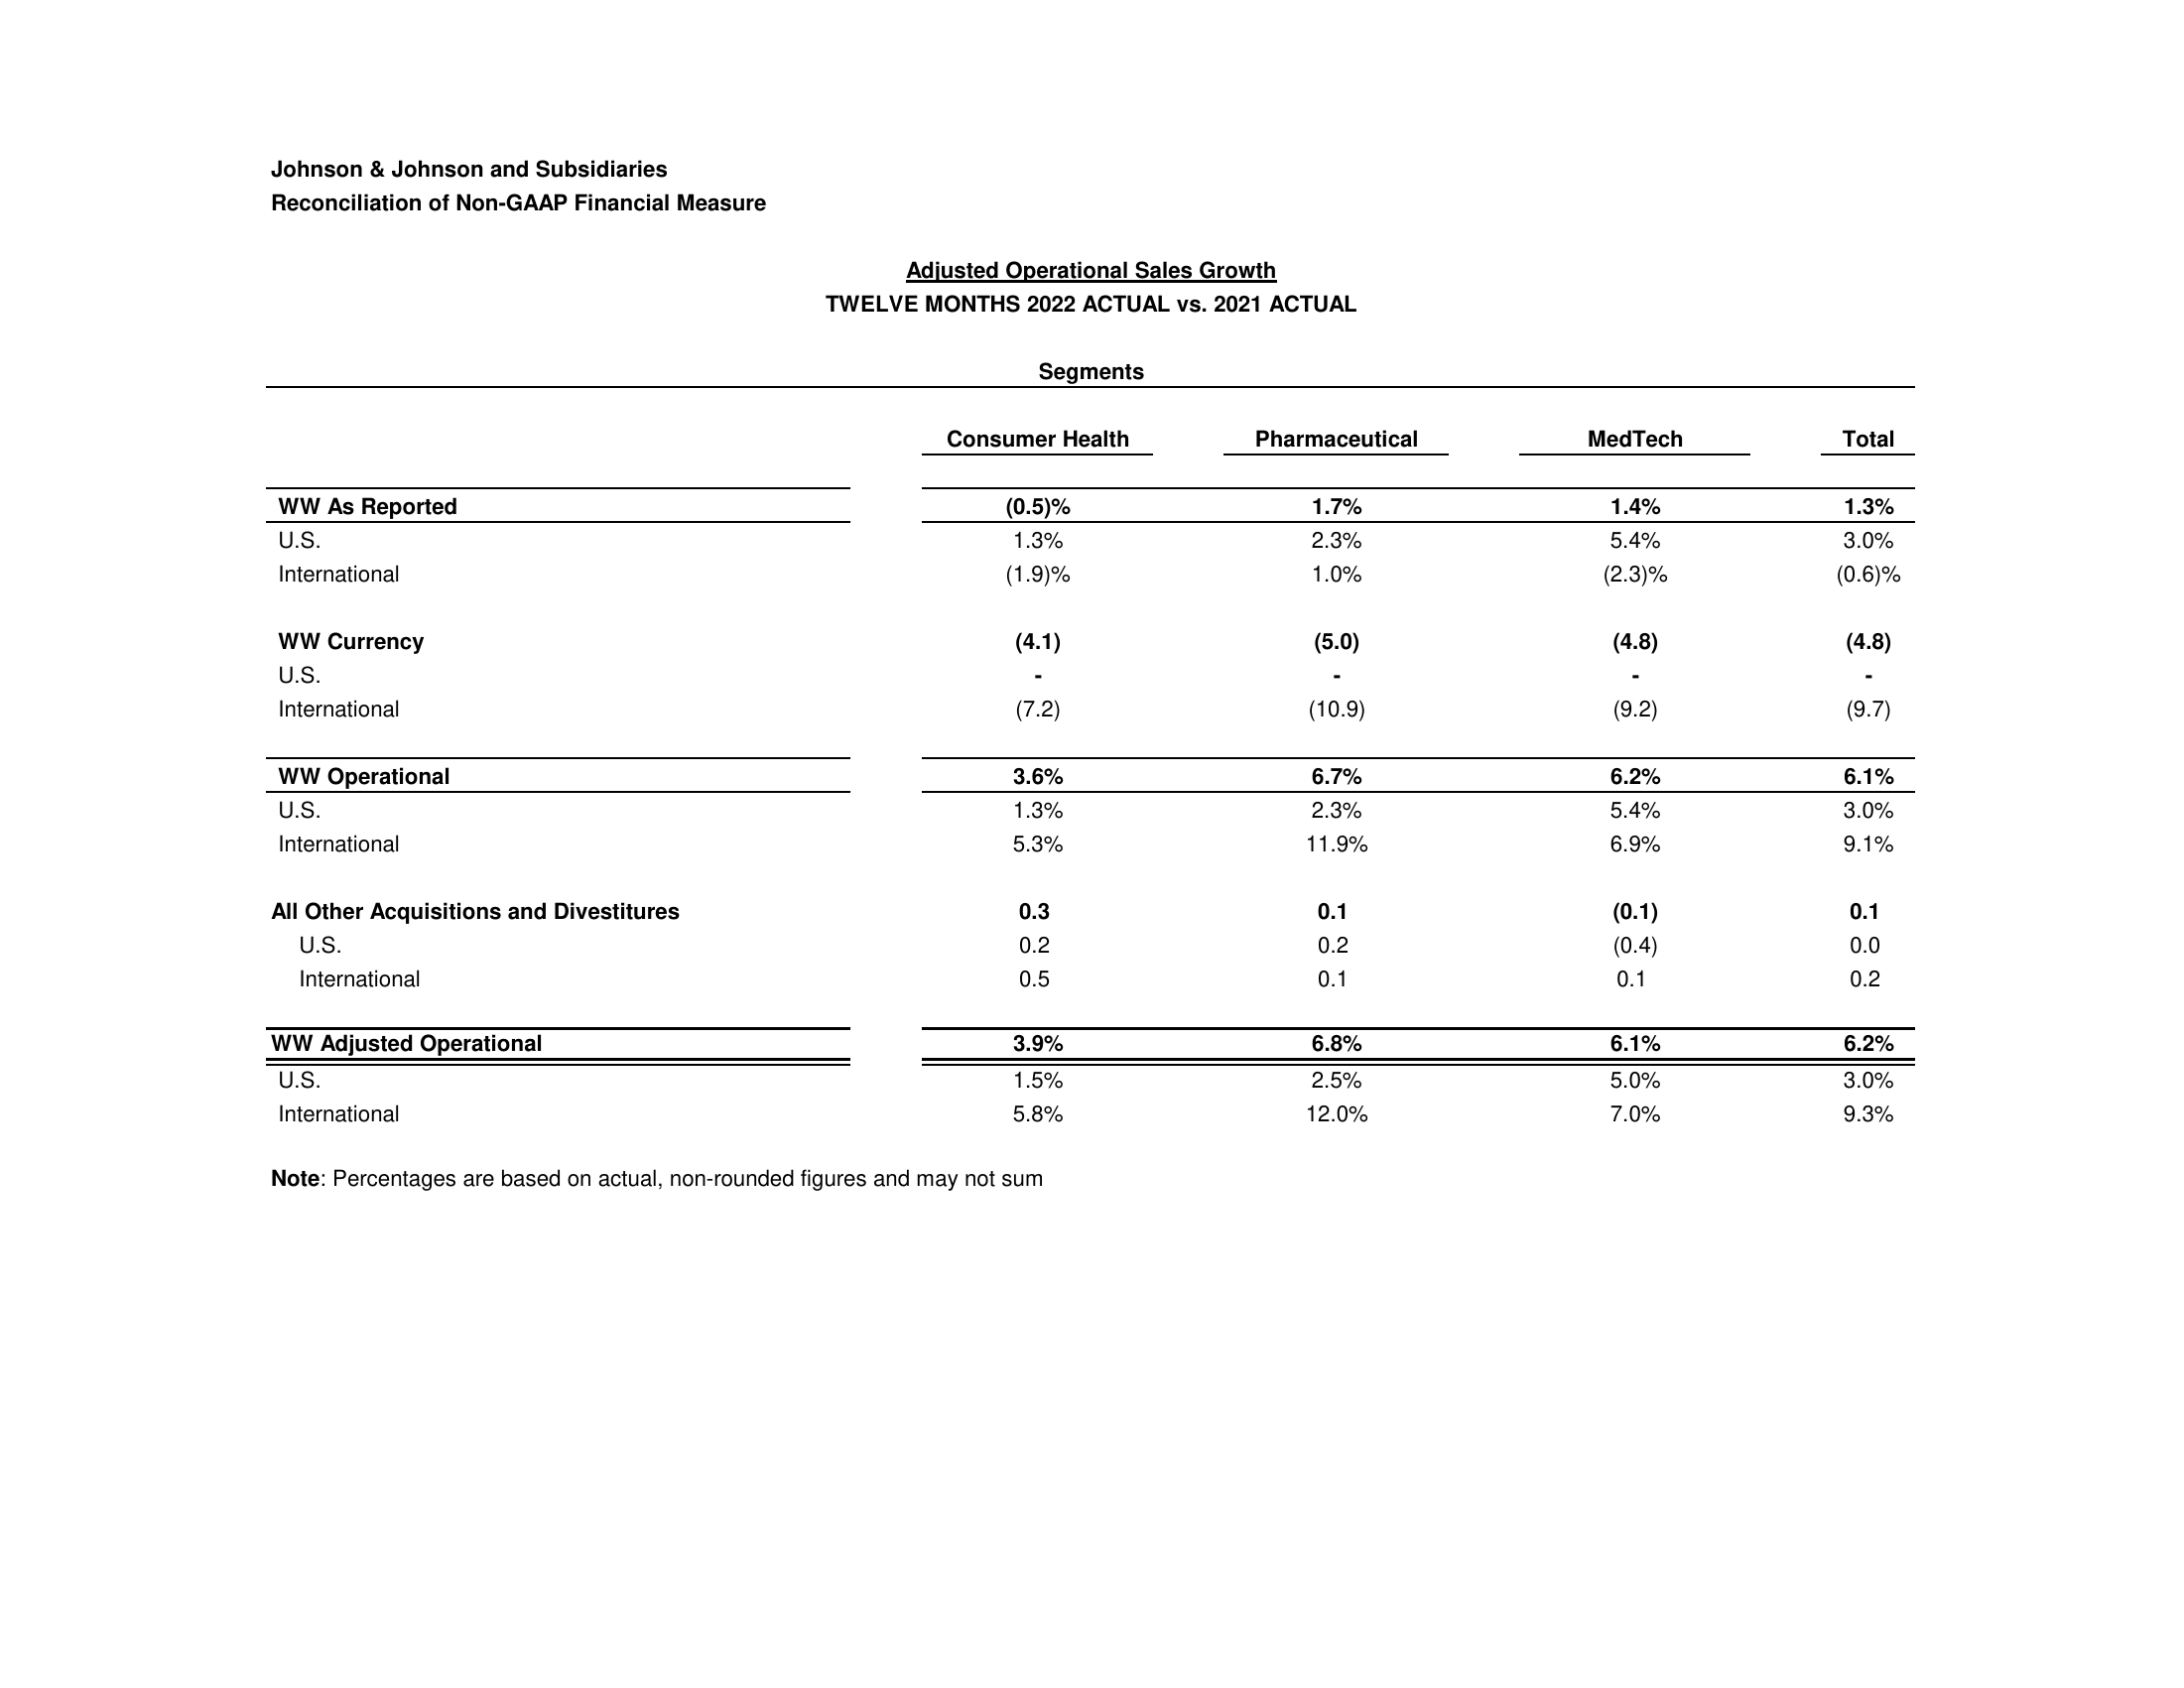 Johnson & Johnson and Subsidiaries
Reconciliation of Non-GAAP Financial Measure
Adjusted Operational Sales Growth
TWELVE MONTHS 2022 ACTUAL vs. 2021 ACTUAL
Segments
Consumer Health Pharmaceutical MedTech Total
WW As Reported (0.5)% 1.7% 1.4% 1.3%
U.S. 1.3% 2.3% 5.4% 3.0%
International (1.9)% 1.0% (2.3)% (0.6)%
WW Currency (4.1) (5.0) (4.8) (4.8)
U.S. - - - -
International (7.2) (10.9) (9.2) (9.7)
WW Operational 3.6% 6.7% 6.2% 6.1%
U.S. 1.3% 2.3% 5.4% 3.0%
International 5.3% 11.9% 6.9% 9.1%
All Other Acquisitions and Divestitures 0.3 0.1 (0.1) 0.1
U.S. 0.2 0.2 (0.4) 0.0
International 0.5 0.1 0.1 0.2
WW Adjusted Operational 3.9% 6.8% 6.1% 6.2%
U.S. 1.5% 2.5% 5.0% 3.0%
International 5.8% 12.0% 7.0% 9.3%
Note: Percentages are based on actual, non-rounded figures and may not sum